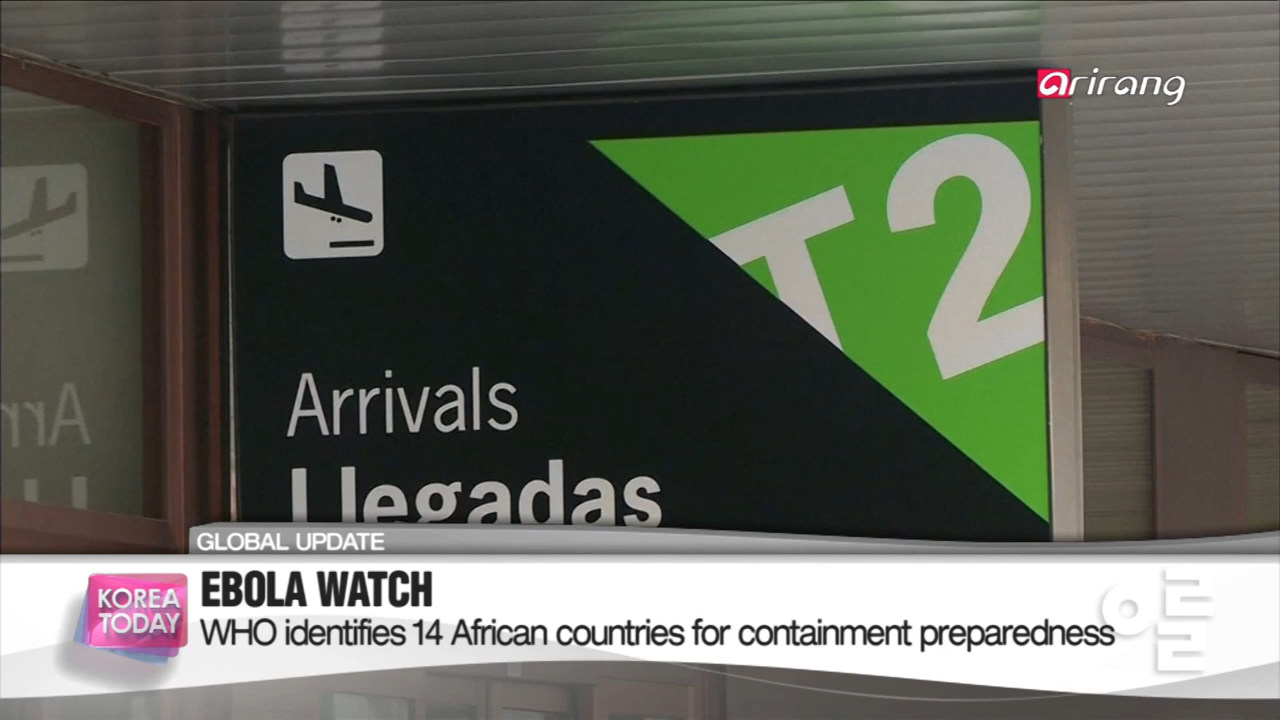 arirang
T2
Arrivals
Llegadas
GLOBAL UPDATE
EBOLA WATCH
KOREA
TODAY
WHO identifies 14 African countries for containment preparedness